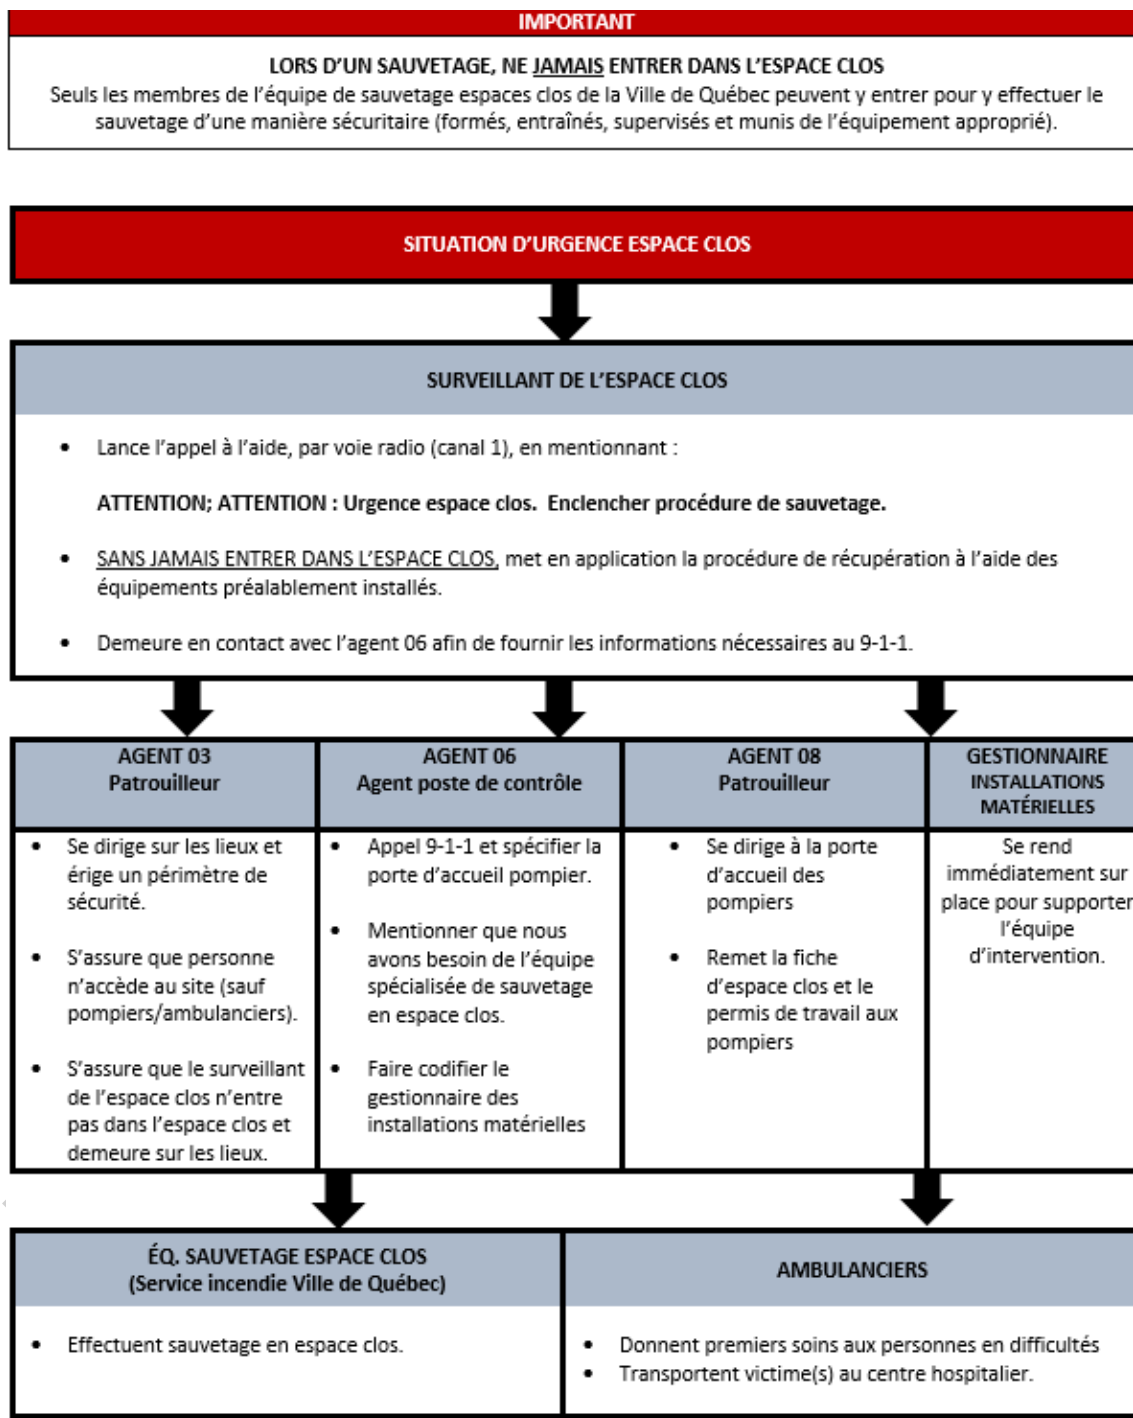 IMPORTANT
LORS D'UN SAUVETAGE, NE JAMAIS ENTRER DANS L'ESPACE CLOS
Seuls les membres de l'équipe de sauvetage espaces clos de la Ville de Québec peuvent y entrer pour y effectuer le
sauvetage d'une manière sécuritaire (formés, entraînés, supervisés et munis de l'équipement approprié).
SITUATION D'URGENCE ESPACE CLOS
SURVEILLANT DE L'ESPACE CLOS
• Lance l'appel à l'aide, par voie radio (canal 1), en mentionnant :
ATTENTION; ATTENTION : Urgence espace clos. Enclencher procédure de sauvetage.
• SANS JAMAIS ENTRER DANS L'ESPACE CLOS, met en application la procédure de récupération à l'aide des
équipements préalablement installés.
• Demeure en contact avec l'agent 06 afin de fournir les informations nécessaires au 9-1-1.
AGENT 03
Patrouilleur
• Se dirige sur les lieux et
érige un périmètre de
sécurité.
• S'assure que personne
n'accède au site (sauf
pompiers/ambulanciers).
• S'assure que le surveillant
de l'espace clos n'entre
pas dans l'espace clos et
demeure sur les lieux.
AGENT 06
Agent poste de contrôle
• Appel 9-1-1 et spécifier la
porte d'accueil pompier.
• Mentionner que nous
avons besoin de l'équipe
spécialisée de sauvetage
en espace clos.
• Faire codifier le
gestionnaire des
installations matérielles
AGENT 08
Patrouilleur
• Se dirige à la porte
d'accueil des
pompiers
• Remet la fiche
d'espace clos et le
permis de travail aux
pompiers
GESTIONNAIRE
INSTALLATIONS
MATÉRIELLES
Se rend
immédiatement sur
place pour supporter
l'équipe
d'intervention.
ÉQ. SAUVETAGE ESPACE CLOS
(Service incendie Ville de Québec)
• Effectuent sauvetage en espace clos.
AMBULANCIERS
• Donnent premiers soins aux personnes en difficultés
• Transportent victime(s) au centre hospitalier.